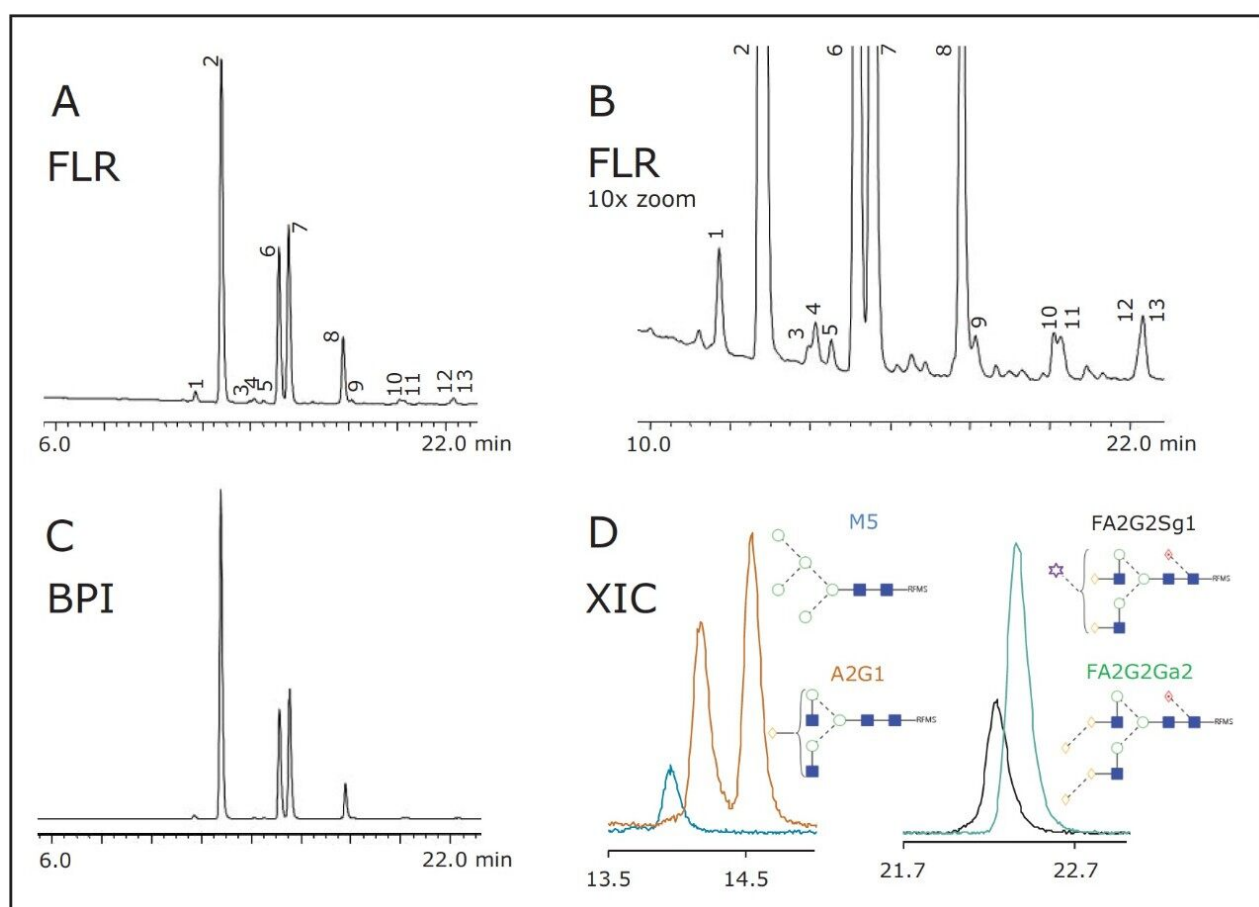 A
FLR
2
6
7
8
1
3
4
5
9
10
11
12
13
6.0
22.0 min
B
FLR
10x zoom
2
6
7
8
1
3
4
5
9
10
11
12
13
10.0
22.0 min
C
BPI
6.0
22.0 min
D
XIC
M5
RFMS
A2G1
RFMS
13.5
14.5
FA2G2Sg1
RFMS
FA2G2Ga2
RFMS
21.7
22.7